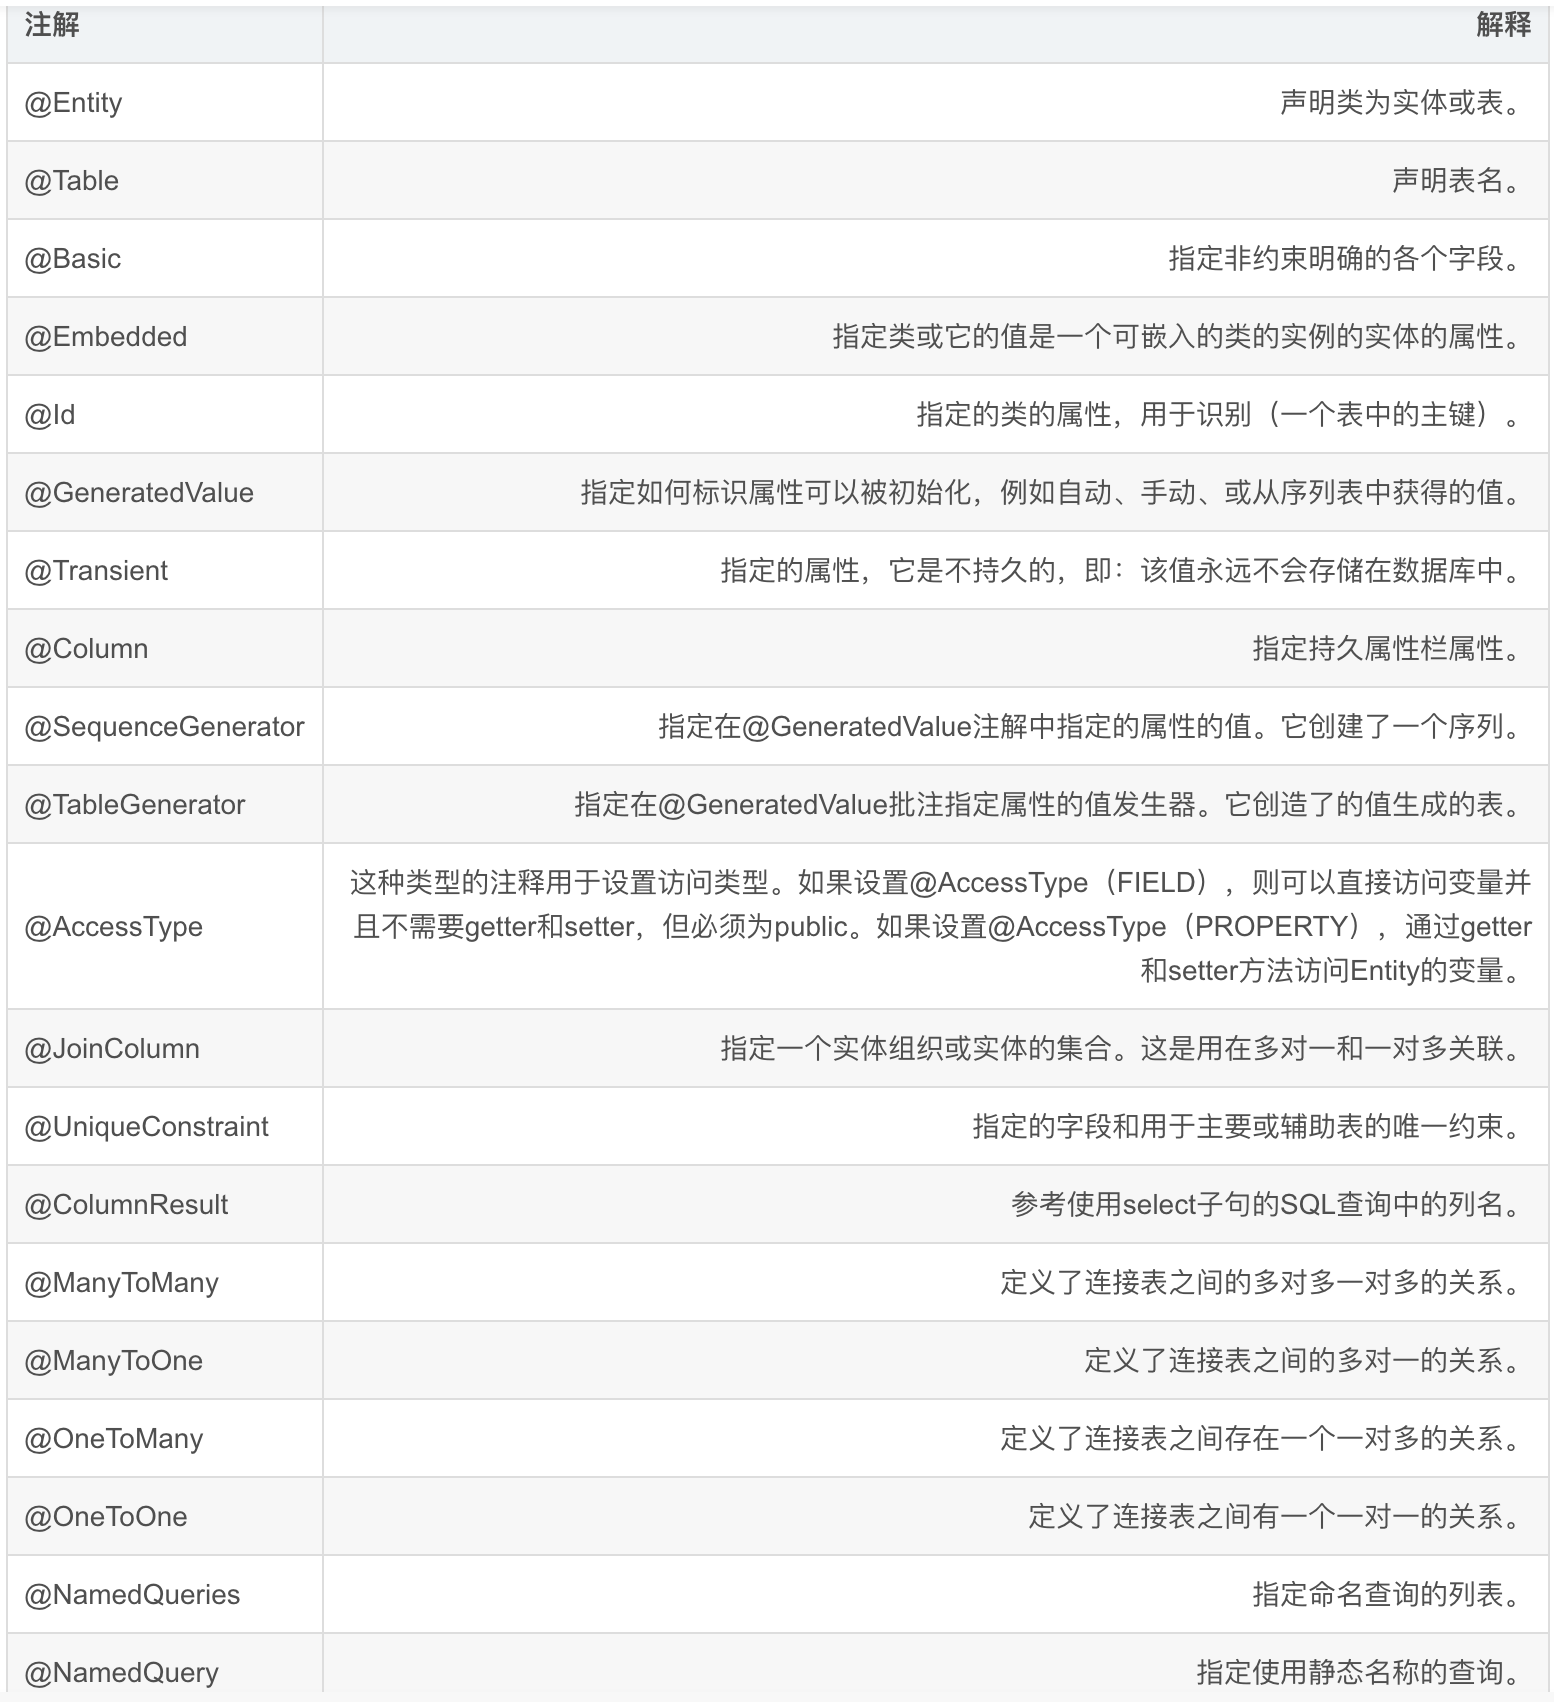 注解 解释
@Entity 声明类为实体或表。
@Table 声明表名。
@Basic 指定非约束明确的各个字段。
@Embedded 指定类或它的值是一个可嵌入的类的实例的实体的属性。
@Id 指定的类的属性，用于识别（一个表中的主键）。
@GeneratedValue 指定如何标识属性可以被初始化，例如自动、手动、或从序列表中获得的值。
@Transient 指定的属性，它是不持久的，即：该值永远不会存储在数据库中。
@Column 指定持久属性栏属性。
@SequenceGenerator 指定在@GeneratedValue注解中指定的属性的值。它创建了一个序列。
@TableGenerator 指定在@GeneratedValue批注指定属性的值发生器。它创造了的值生成的表。
@AccessType 这种类型的注释用于设置访问类型。如果设置@AccessType（FIELD），则可以直接访问变量并
且不需要getter和setter，但必须为public。如果设置@AccessType（PROPERTY），通过getter
和setter方法访问Entity的变量。
@JoinColumn 指定一个实体组织或实体的集合。这是用在多对一和一对多关联。
@UniqueConstraint 指定的字段和用于主要或辅助表的唯一约束。
@ColumnResult 参考使用select子句的SQL查询中的列名。
@ManyToMany 定义了连接表之间的多对多一对多的关系。
@ManyToOne 定义了连接表之间的多对一的关系。
@OneToMany 定义了连接表之间存在一个一对多的关系。
@OneToOne 定义了连接表之间有一个一对一的关系。
@NamedQueries 指定命名查询的列表。
@NamedQuery 指定使用静态名称的查询。